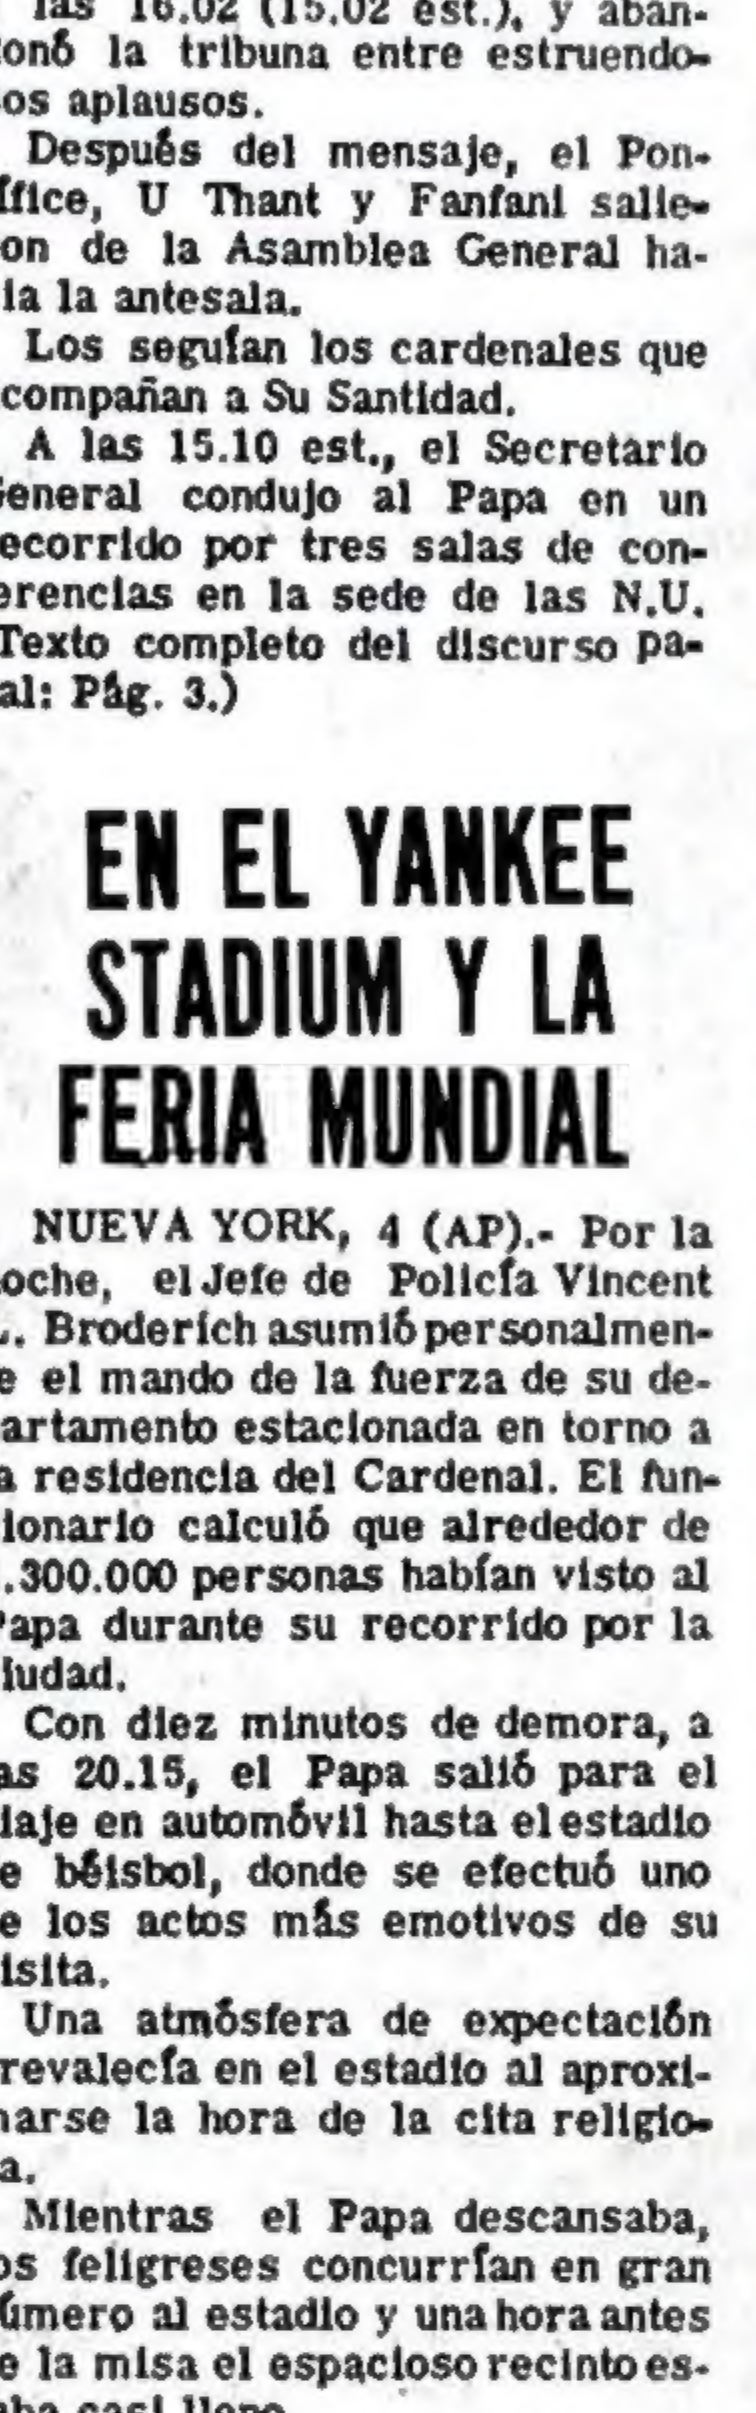 las 16.02 (15.02 est.), y aban-
onó la tribuna entre estruendo-
os aplausos.
Después del mensaje, el Pon-
ífice, U Thant y Fanfani salie-
on de la Asamblea General ha-
ia la antesala.
Los seguían los cardenales que
compañan a Su Santidad.
A las 15.10 est., el Secretario
General condujo al Papa en un
ecorrido por tres salas de con-
erencias en la sede de las N.U.
Texto completo del discurso pa-
al: Pág. 3.)
EN EL YANKEE
STADIUM Y LA
FERIA MUNDIAL
NUEVA YORK, 4 (AP).- Por la
oche, el Jefe de Policía Vincent
. Broderich asumió personalmen-
e el mando de la fuerza de su de-
artamento estacionada en torno a
a residencia del Cardenal. El fun-
ionario calculó que alrededor de
.300.000 personas habían visto al
Papa durante su recorrido por la
iudad.
Con diez minutos de demora, a
as 20.15, el Papa salió para el
iaje en automóvil hasta el estadio
e béisbol, donde se efectuó uno
e los actos más emotivos de su
isita.
Una atmósfera de expectación
revalecía en el estadio al aproxi-
marse la hora de la cita religio-
a.
Mientras el Papa descansaba,
os feligreses concurrían en gran
úmero al estadio y una hora antes
e la misa el espacioso recinto es-
aba casi lleno